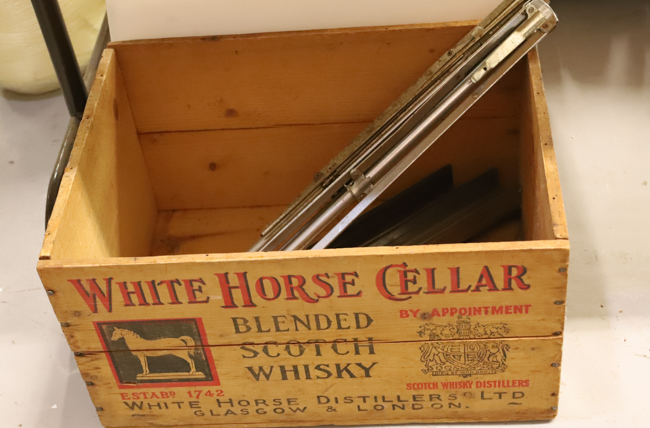 WHITE HORSE CELLAR
BLENDED
SCOTCH
WHISKY
BY APPOINTMENT
SCOTCH WHISKY DISTILLERS
ESTABD 1742
WHITE HORSE DISTILLERS LTD
GLASGOW & LONDON.